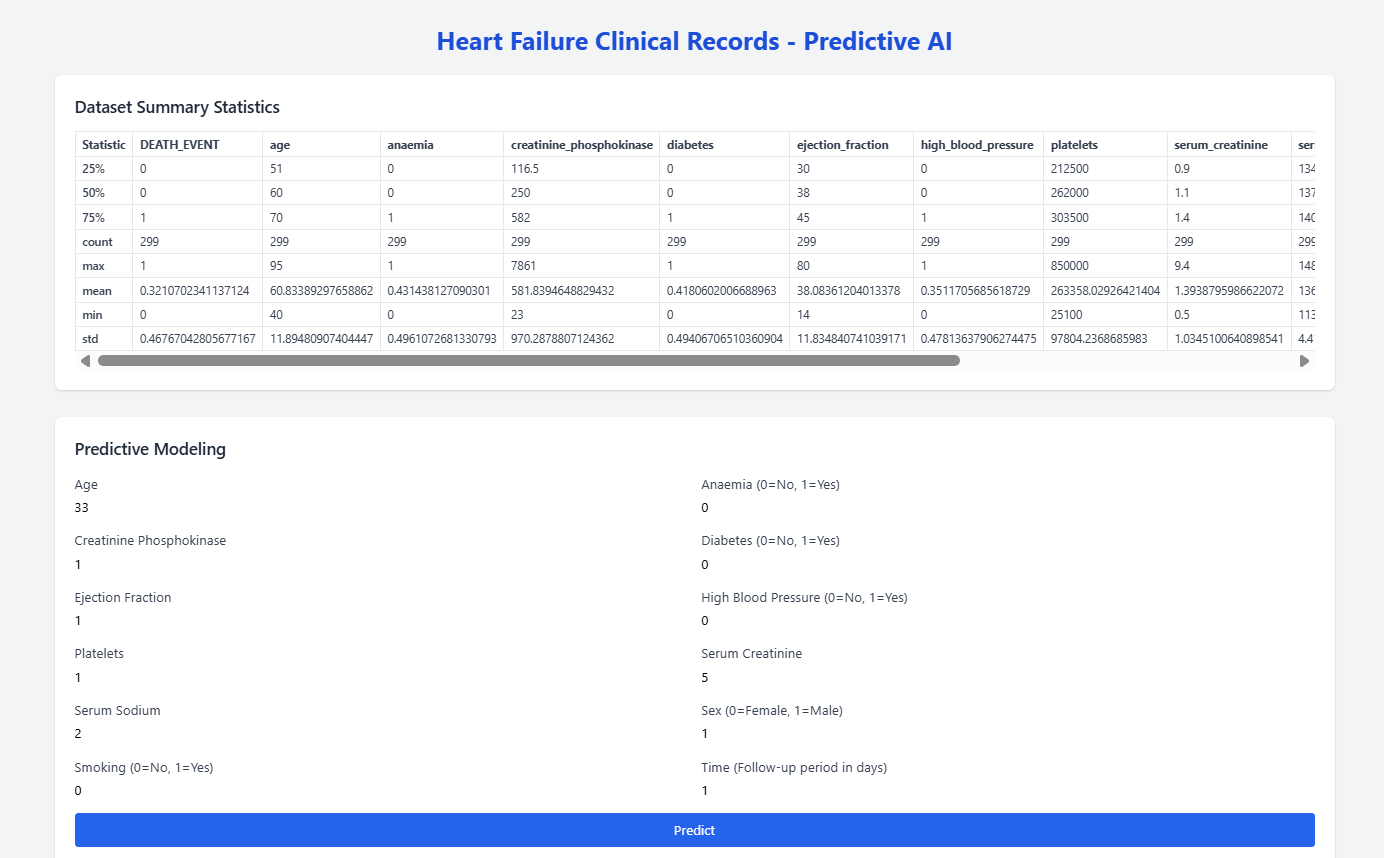 Heart Failure Clinical Records - Predictive AI
Dataset Summary Statistics
Statistic DEATH_EVENT age anaemia creatinine_phosphokinase diabetes ejection_fraction high_blood_pressure platelets serum_creatinine ser
25% 0 51 0 116.5 0 30 0 212500 0.9 134
50% 0 60 0 250 0 38 0 262000 1.1 137
75% 1 70 1 582 1 45 1 303500 1.4 140
count 299 299 299 299 299 299 299 299 299 299
max 1 95 1 7861 1 80 1 850000 9.4 148
mean 0.3210702341137124 60.83389297658862 0.431438127090301 581.8394648829432 0.4180602006688963 38.08361204013378 0.3511705685618729 263358.02926421404 1.3938795986622072 136
min 0 40 0 23 0 14 0 25100 0.5 113
std 0.46767042805677167 11.89480907404447 0.4961072681330793 970.2878807124362 0.49406706510360904 11.834840741039171 0.47813637906274475 97804.2368685983 1.0345100640898541 4.4
Predictive Modeling
Age
33
Anaemia (0=No, 1=Yes)
0
Creatinine Phosphokinase
1
Diabetes (0=No, 1=Yes)
0
Ejection Fraction
1
High Blood Pressure (0=No, 1=Yes)
0
Platelets
1
Serum Creatinine
5
Serum Sodium
2
Sex (0=Female, 1=Male)
1
Smoking (0=No, 1=Yes)
0
Time (Follow-up period in days)
1
Predict